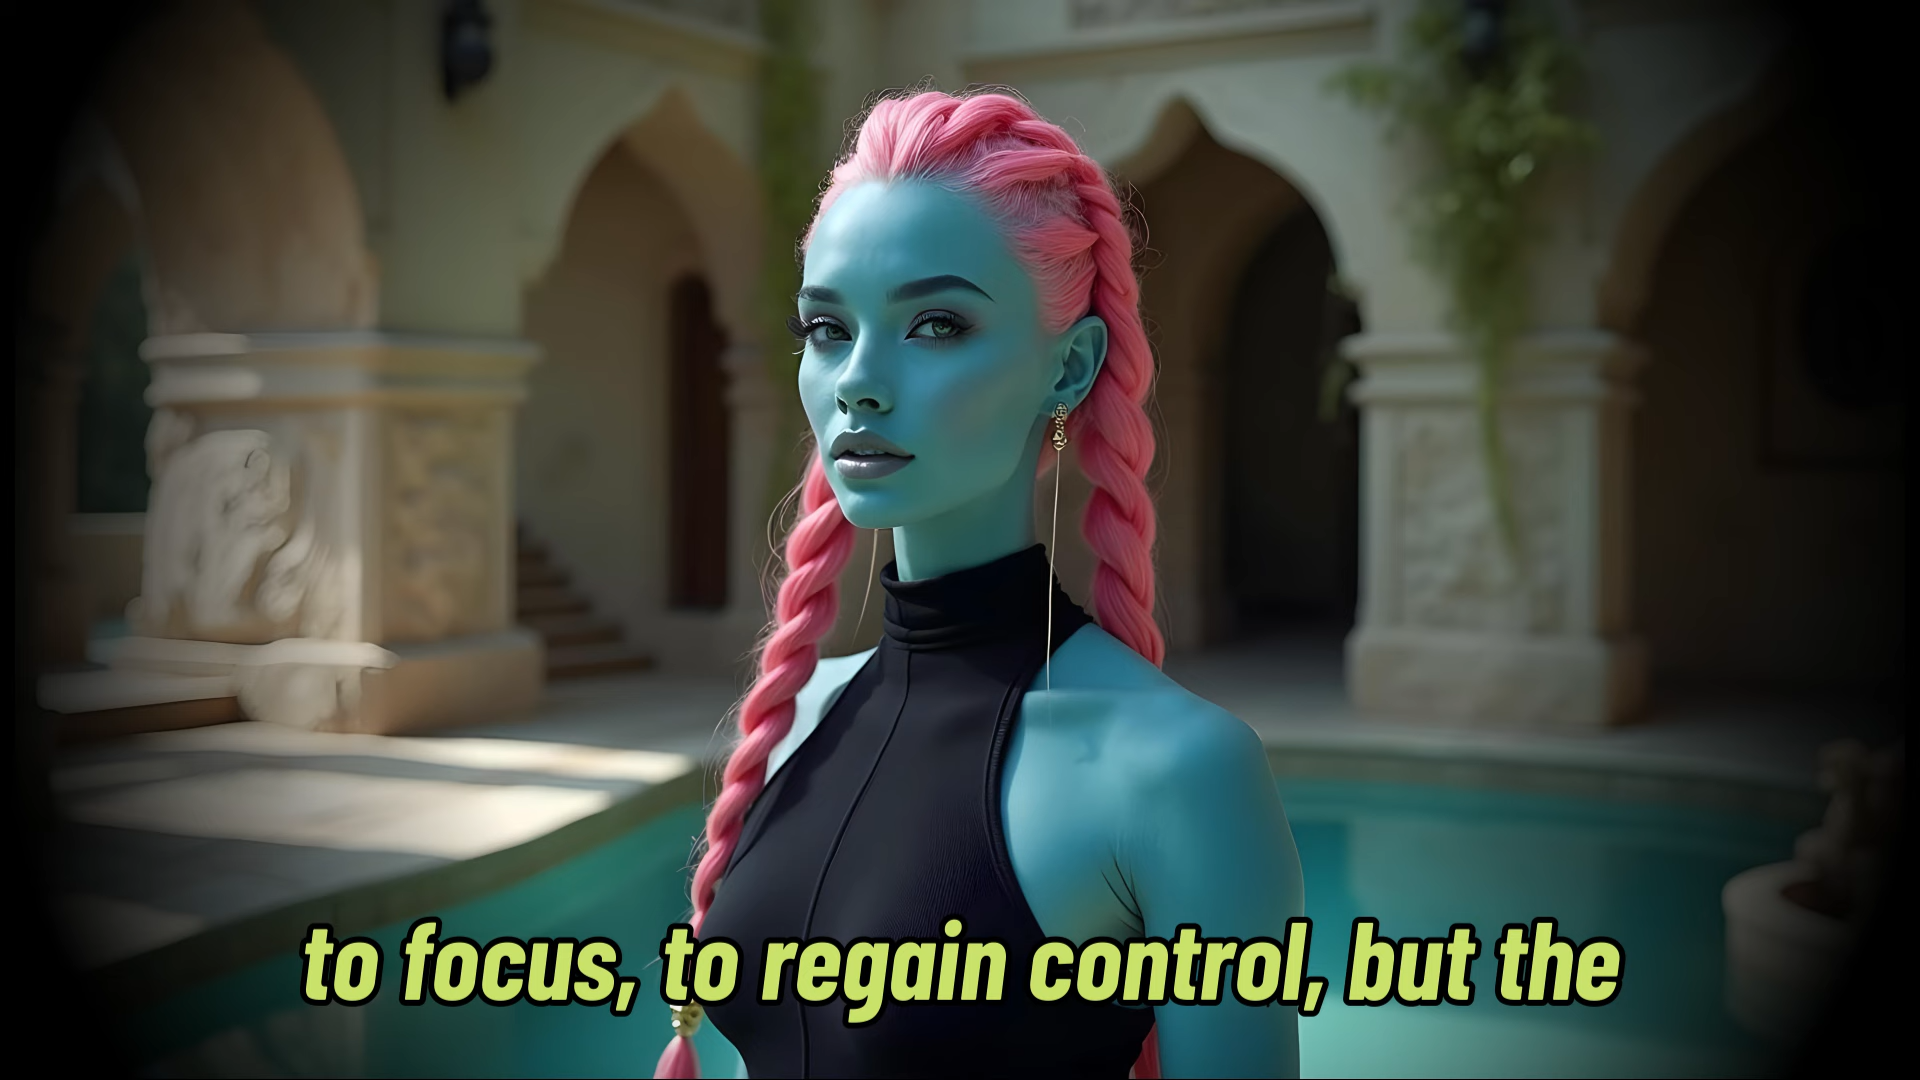 to focus, to regain control, but the